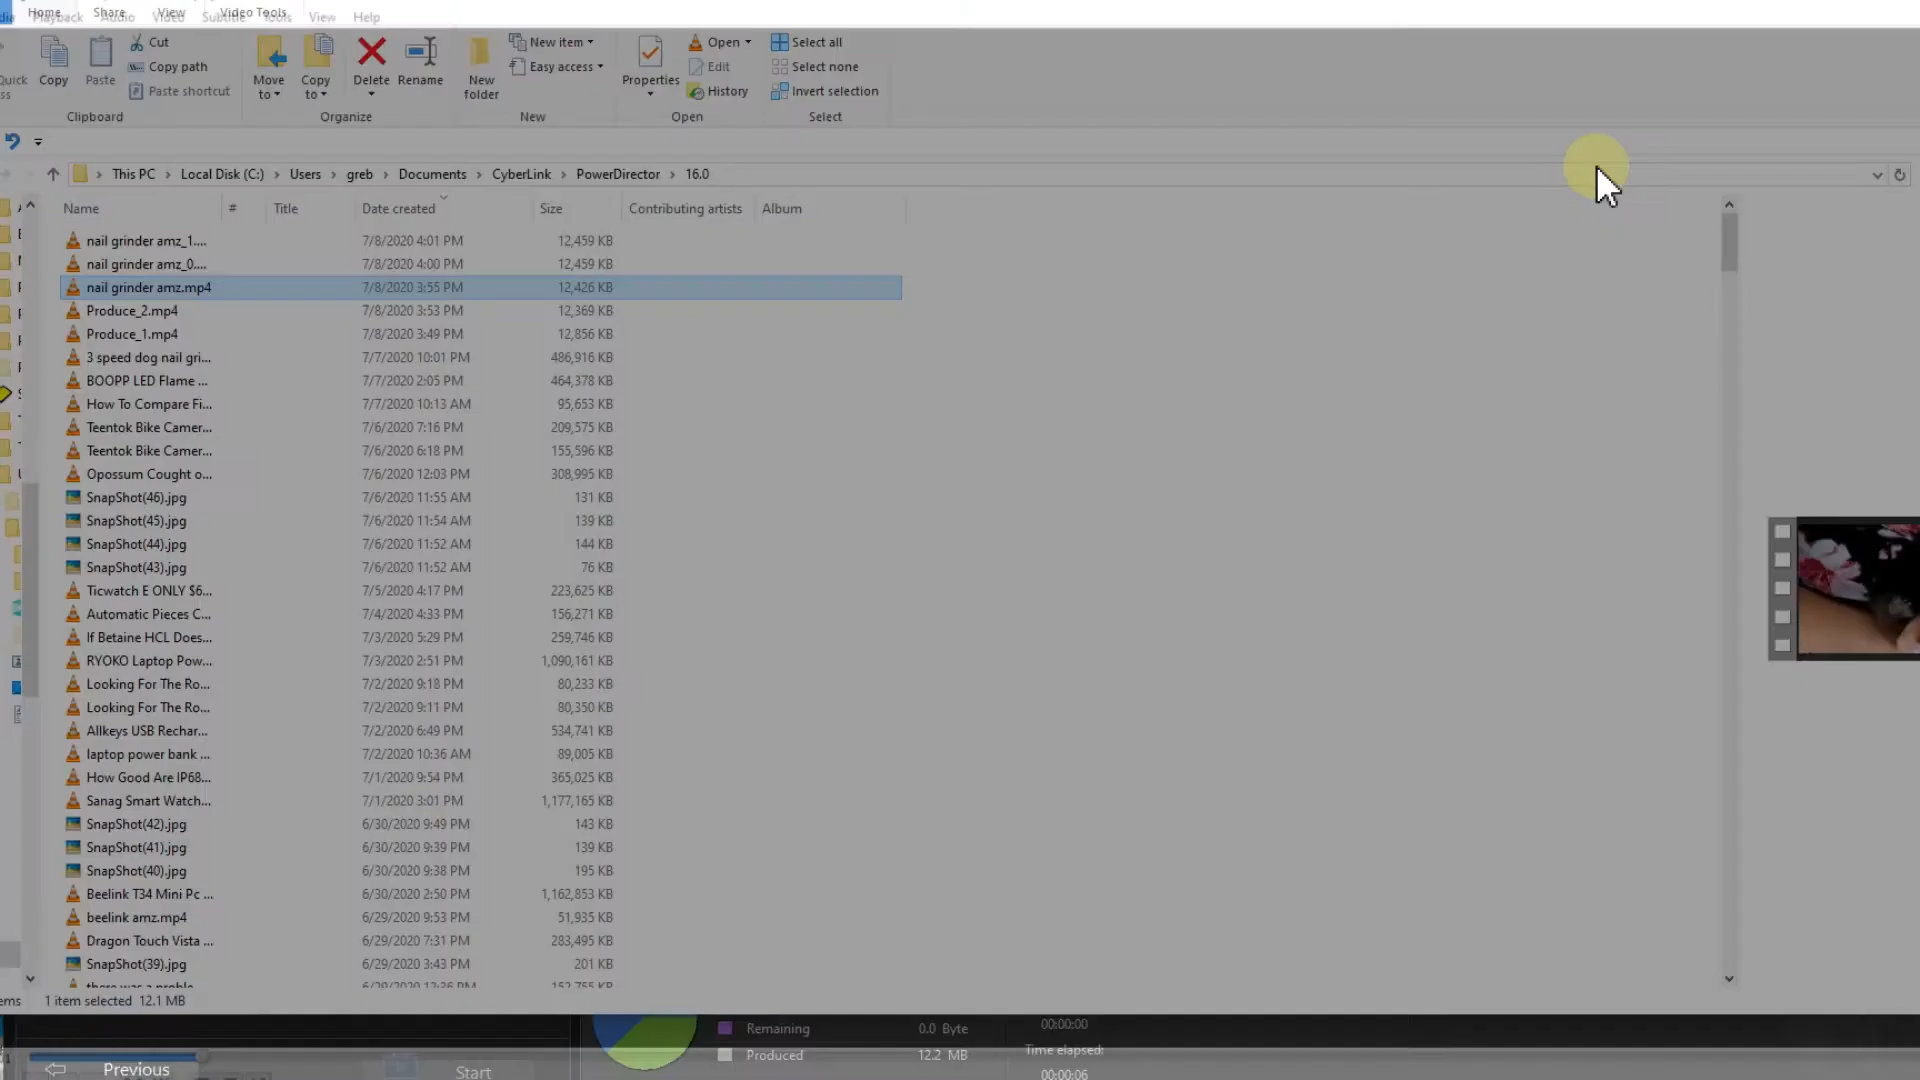 Home Share View Video Tools
Playback Audio Video Subtitle Tools View Help
Copy
Paste
Cut
Copy path
Paste shortcut
Clipboard
Move to
Copy to
Delete
Rename
Organize
New folder
New item
Easy access
New
Properties
Open
Edit
History
Open
Select all
Select none
Invert selection
Select
This PC > Local Disk (C:) > Users > greb > Documents > CyberLink > PowerDirector > 16.0
Name # Title Date created Size Contributing artists Album
nail grinder amz_1.... 7/8/2020 4:01 PM 12,459 KB
nail grinder amz_0.... 7/8/2020 4:00 PM 12,459 KB
nail grinder amz.mp4 7/8/2020 3:55 PM 12,426 KB
Produce_2.mp4 7/8/2020 3:53 PM 12,369 KB
Produce_1.mp4 7/8/2020 3:49 PM 12,856 KB
3 speed dog nail gri... 7/7/2020 10:01 PM 486,916 KB
BOOPP LED Flame ... 7/7/2020 2:05 PM 464,378 KB
How To Compare Fi... 7/7/2020 10:13 AM 95,653 KB
Teentok Bike Camer... 7/6/2020 7:16 PM 209,575 KB
Teentok Bike Camer... 7/6/2020 6:18 PM 155,596 KB
Opossum Cought o... 7/6/2020 12:03 PM 308,995 KB
SnapShot(46).jpg 7/6/2020 11:55 AM 131 KB
SnapShot(45).jpg 7/6/2020 11:54 AM 139 KB
SnapShot(44).jpg 7/6/2020 11:52 AM 144 KB
SnapShot(43).jpg 7/6/2020 11:52 AM 76 KB
Ticwatch E ONLY $6... 7/5/2020 4:17 PM 223,625 KB
Automatic Pieces C... 7/4/2020 4:33 PM 156,271 KB
If Betaine HCL Does... 7/3/2020 5:29 PM 259,746 KB
RYOKO Laptop Pow... 7/3/2020 2:51 PM 1,090,161 KB
Looking For The Ro... 7/2/2020 9:18 PM 80,233 KB
Looking For The Ro... 7/2/2020 9:11 PM 80,350 KB
Allkeys USB Rechar... 7/2/2020 6:49 PM 534,741 KB
laptop power bank ... 7/2/2020 10:36 AM 89,005 KB
How Good Are IP68... 7/1/2020 9:54 PM 365,025 KB
Sanag Smart Watch... 7/1/2020 3:01 PM 1,177,165 KB
SnapShot(42).jpg 6/30/2020 9:49 PM 143 KB
SnapShot(41).jpg 6/30/2020 9:39 PM 139 KB
SnapShot(40).jpg 6/30/2020 9:38 PM 195 KB
Beelink T34 Mini Pc ... 6/30/2020 2:50 PM 1,162,853 KB
beelink amz.mp4 6/29/2020 9:53 PM 51,935 KB
Dragon Touch Vista ... 6/29/2020 7:31 PM 283,495 KB
SnapShot(39).jpg 6/29/2020 3:43 PM 201 KB
there was a proble... 6/29/2020 12:36 PM 152,755 KB
1 item selected 12.1 MB
Remaining 0.0 Byte 00:00:00
Produced 12.2 MB Time elapsed:
00:00:06
Previous
Start